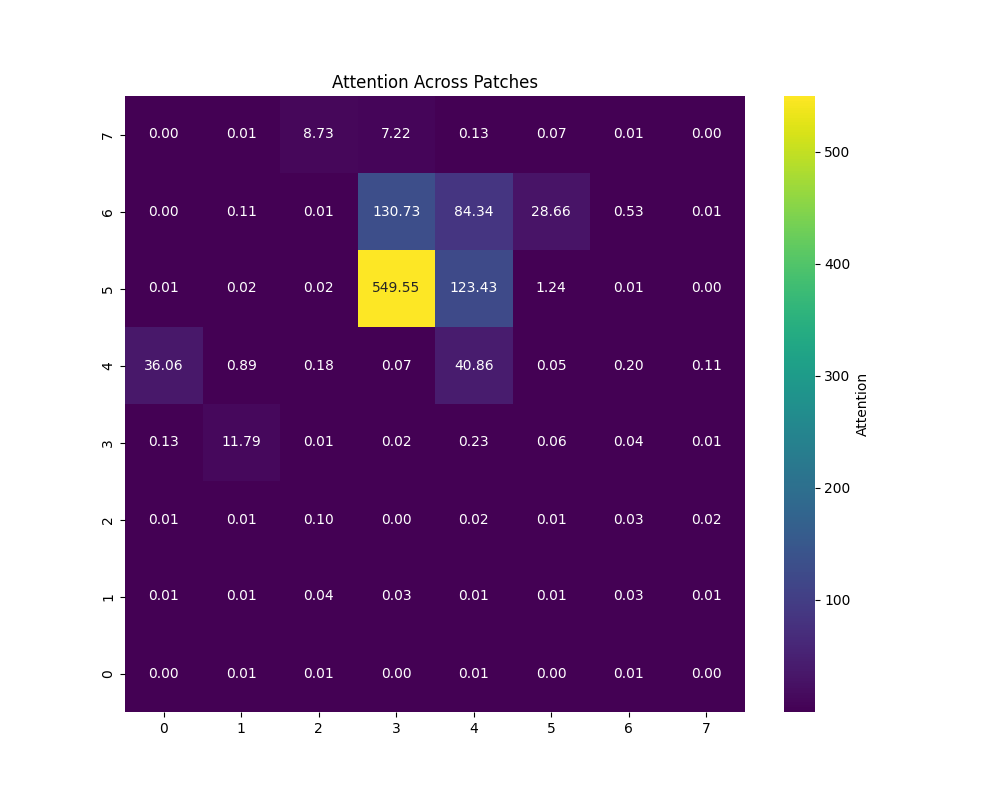 Attention Across Patches
7 0.00 0.01 8.73 7.22 0.13 0.07 0.01 0.00
6 0.00 0.11 0.01 130.73 84.34 28.66 0.53 0.01
5 0.01 0.02 0.02 549.55 123.43 1.24 0.01 0.00
4 36.06 0.89 0.18 0.07 40.86 0.05 0.20 0.11
3 0.13 11.79 0.01 0.02 0.23 0.06 0.04 0.01
2 0.01 0.01 0.10 0.00 0.02 0.01 0.03 0.02
1 0.01 0.01 0.04 0.03 0.01 0.01 0.03 0.01
0 0.00 0.01 0.01 0.00 0.01 0.00 0.01 0.00
0 1 2 3 4 5 6 7
500
400
300
200
100
Attention